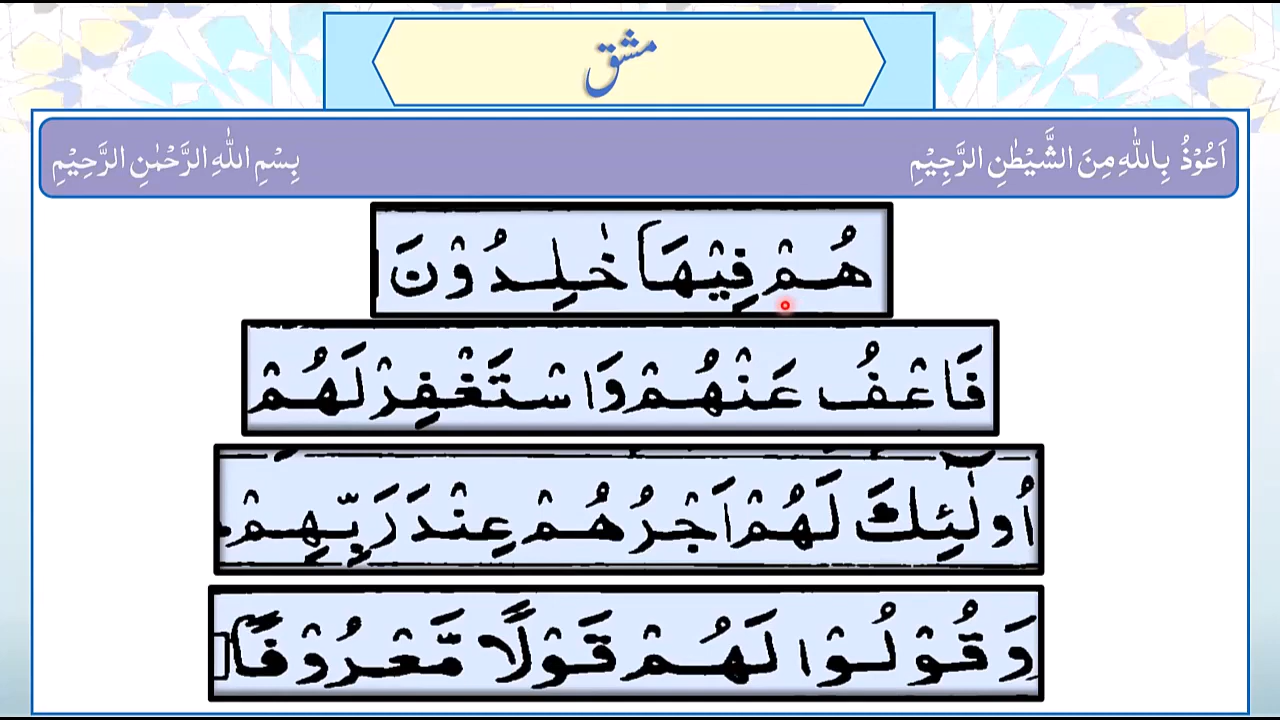 مشق
اَعُوْذُ بِاللّٰهِ مِنَ الشَّيْطٰنِ الرَّجِيْمِ بِسْمِ اللّٰهِ الرَّحْمٰنِ الرَّحِيْمِ
هُمْ فِيْهَا خٰلِدُوْنَ
فَاعْفُ عَنْهُمْ وَاسْتَغْفِرْ لَهُمْ
اُولٰٓئِكَ لَهُمْ اَجْرُهُمْ عِنْدَ رَبِّهِمْ
وَقُوْلُوْا لَهُمْ قَوْلًا مَّعْرُوْفًا